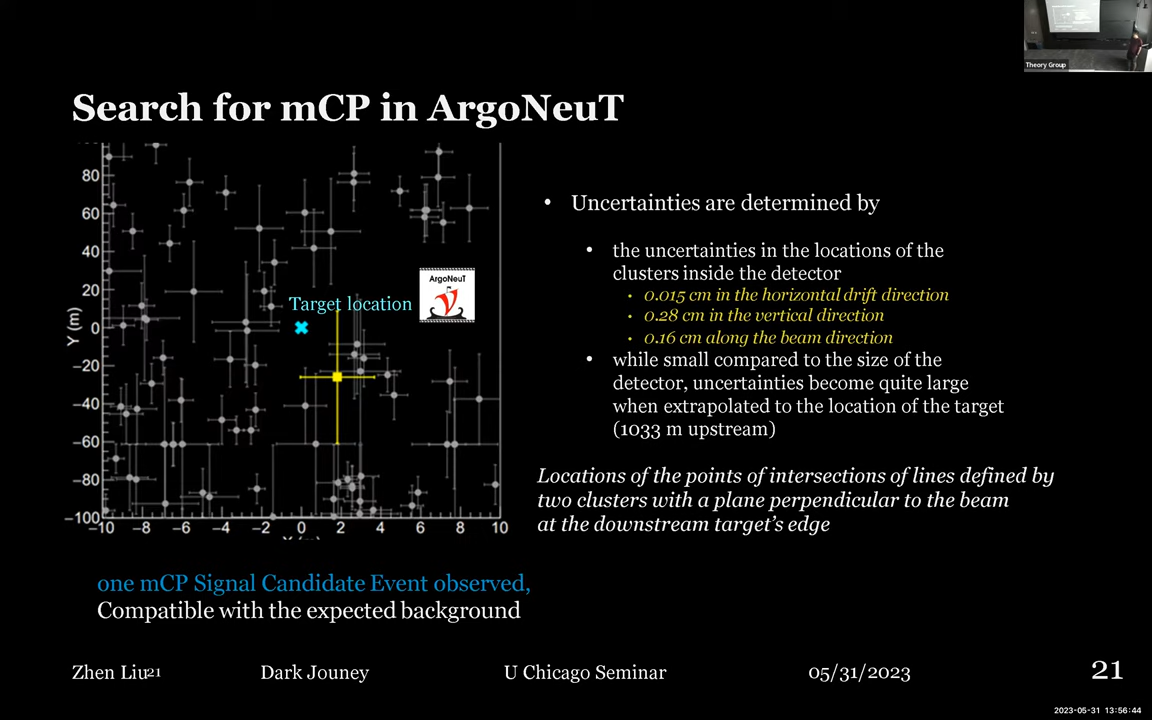 Theory Group
Search for mCP in ArgoNeuT
80
60
40
20
0
−20
−40
−60
−80
−100
Y (m)
−10 −8 −6 −4 −2 0 2 4 6 8 10
Target location
ArgoNeuT
• Uncertainties are determined by
• the uncertainties in the locations of the
clusters inside the detector
• 0.015 cm in the horizontal drift direction
• 0.28 cm in the vertical direction
• 0.16 cm along the beam direction
• while small compared to the size of the
detector, uncertainties become quite large
when extrapolated to the location of the target
(1033 m upstream)
Locations of the points of intersections of lines defined by
two clusters with a plane perpendicular to the beam
at the downstream target’s edge
one mCP Signal Candidate Event observed,
Compatible with the expected background
Zhen Liu21 Dark Jouney U Chicago Seminar 05/31/2023 21
2023-05-31 13:56:44